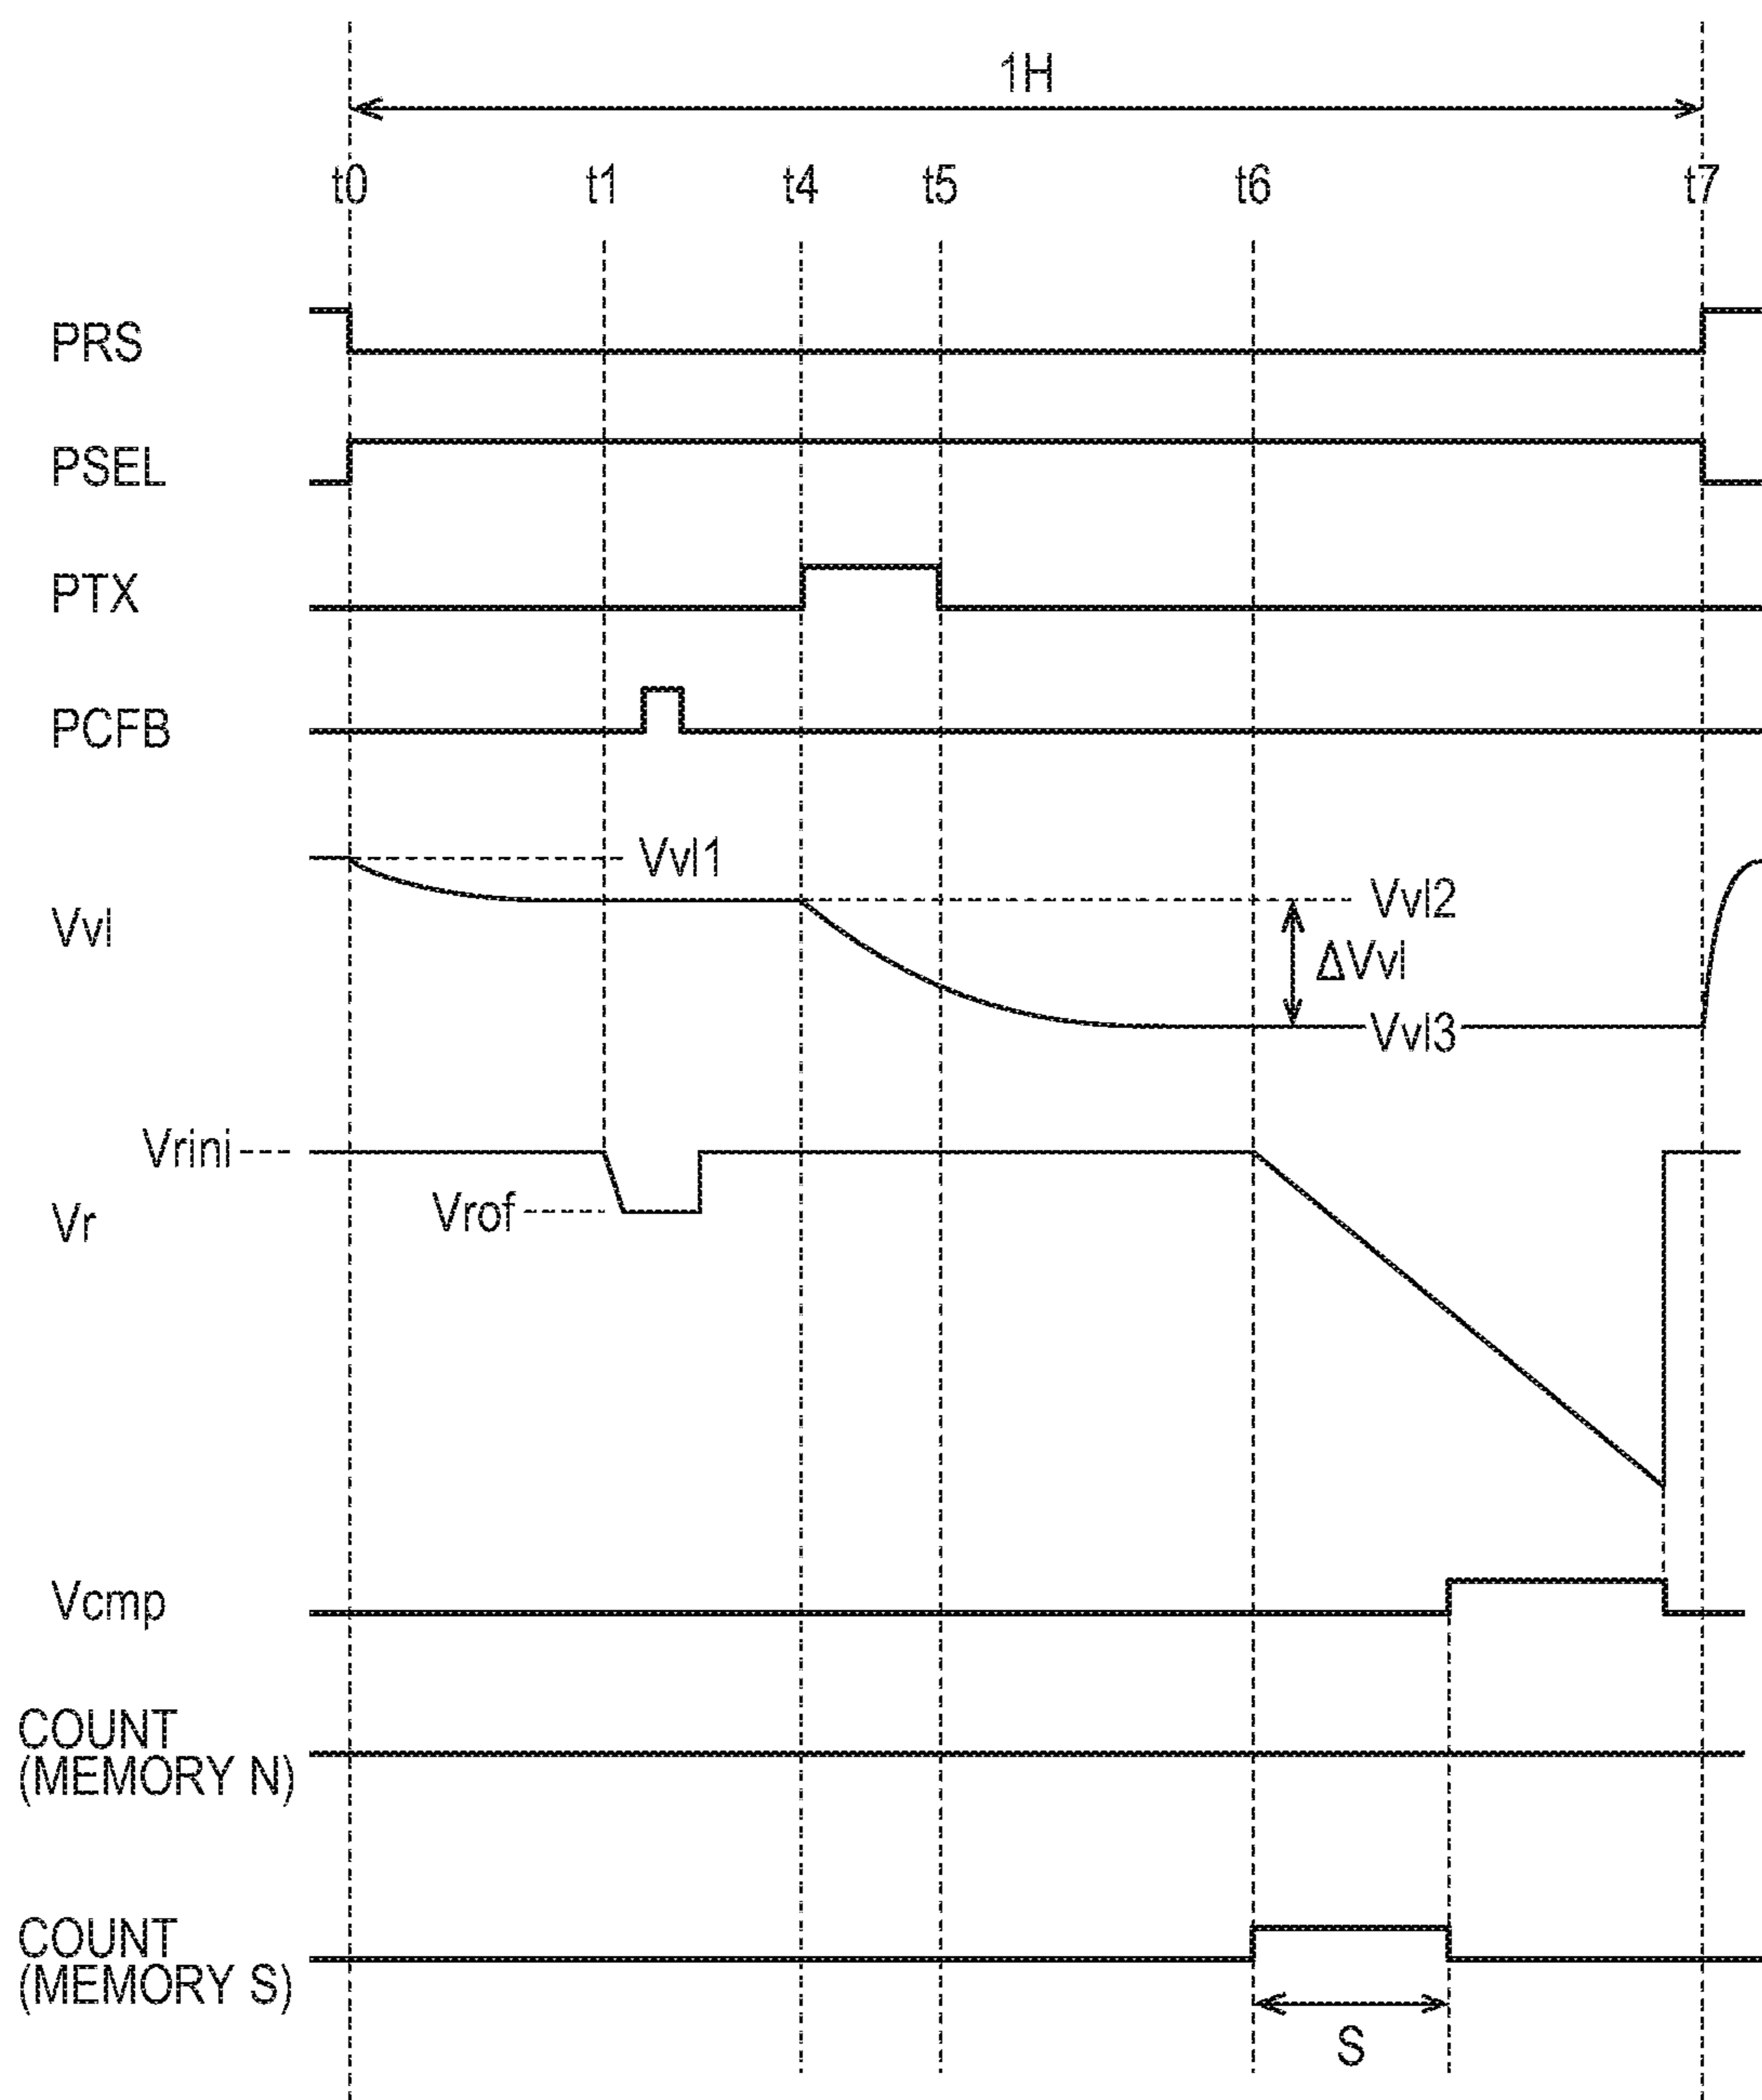 1H
t0 t1 t4 t5 t6 t7
PRS
PSEL
PTX
PCFB
Vvl1
Vvl2
Vvl
ΔVvl
Vvl3
Vrini
Vrof
Vr
Vcmp
COUNT
(MEMORY N)
COUNT
(MEMORY S)
S